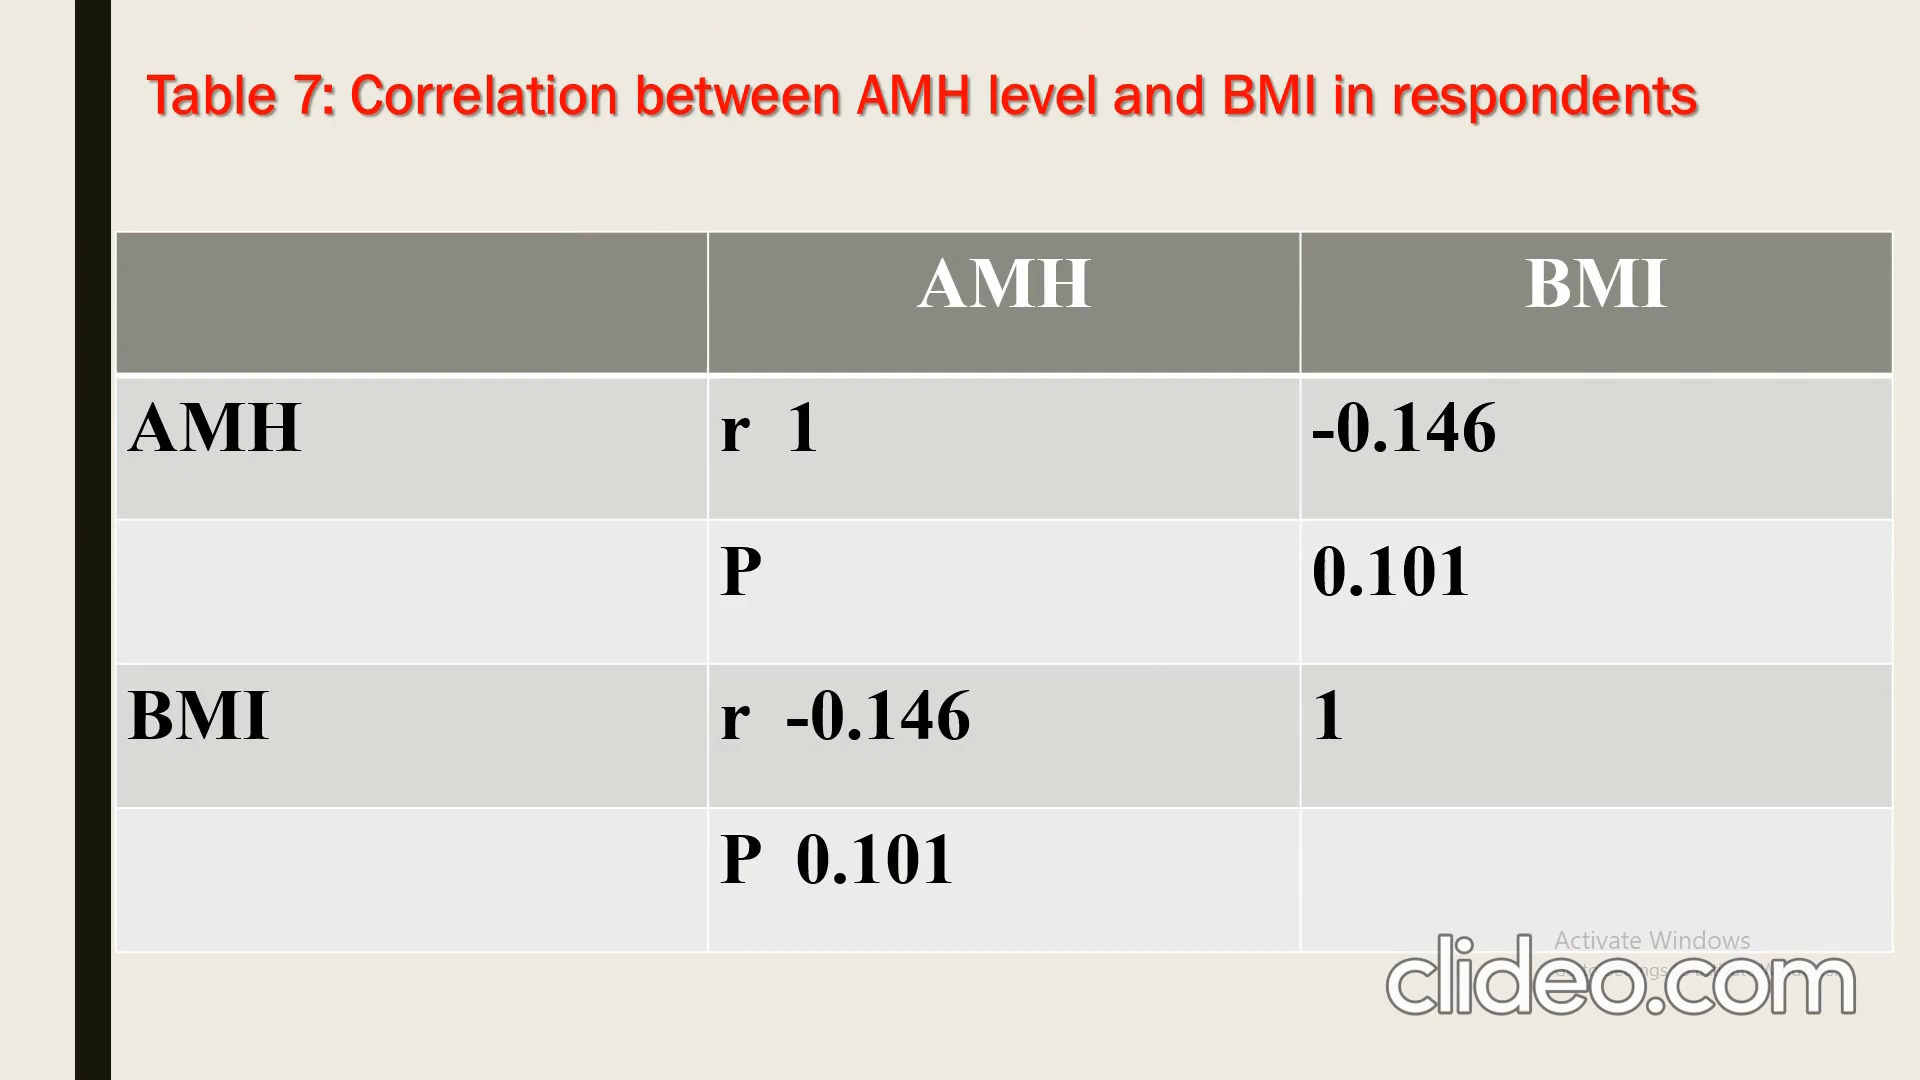 Table 7: Correlation between AMH level and BMI in respondents
AMH BMI
AMH r 1 -0.146
P 0.101
BMI r -0.146 1
P 0.101
Activate Windows
clideo.com